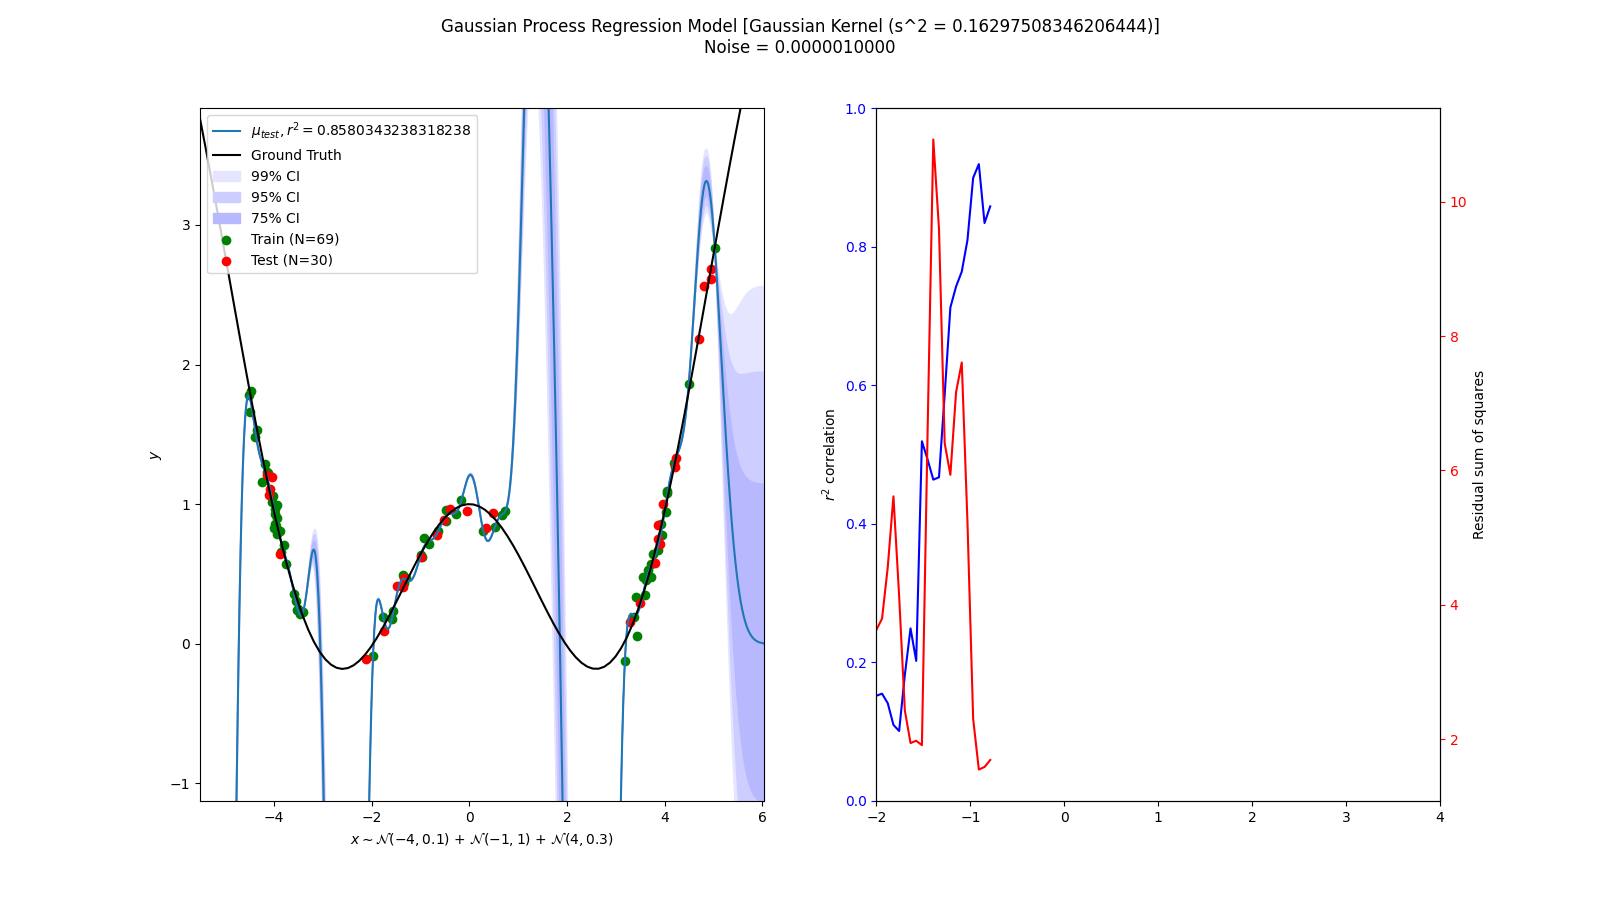 Gaussian Process Regression Model [Gaussian Kernel (s^2 = 0.16297508346206444)]
Noise = 0.0000010000
μ_test, r² = 0.8580343238318238
Ground Truth
99% CI
95% CI
75% CI
Train (N=69)
Test (N=30)
3
2
1
0
−1
y
−4 −2 0 2 4 6
x ∼ 𝒩(−4, 0.1) + 𝒩(−1, 1) + 𝒩(4, 0.3)
1.0
0.8
0.6
0.4
0.2
0.0
r² correlation
−2 −1 0 1 2 3 4
10
8
6
4
2
Residual sum of squares